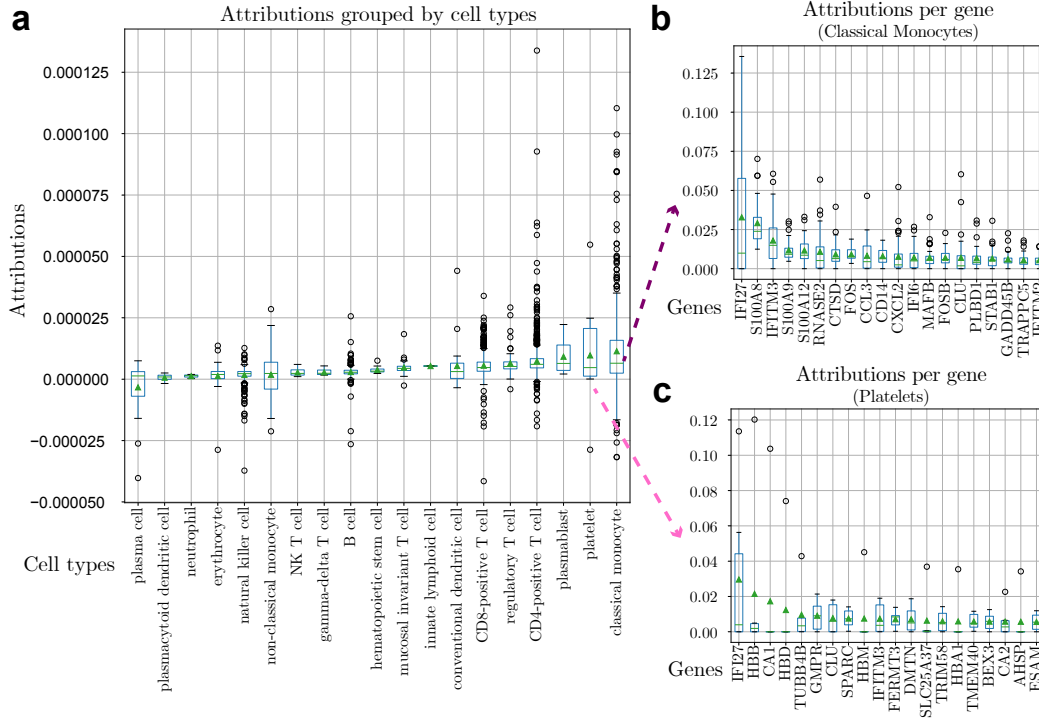 a
Attributions grouped by cell types
Attributions
0.000125
0.000100
0.000075
0.000050
0.000025
0.000000
−0.000025
−0.000050
Cell types
plasma cell
plasmacytoid dendritic cell
neutrophil
erythrocyte
natural killer cell
non-classical monocyte
NK T cell
gamma-delta T cell
B cell
hematopoietic stem cell
mucosal invariant T cell
innate lymphoid cell
conventional dendritic cell
CD8-positive T cell
regulatory T cell
CD4-positive T cell
plasmablast
platelet
classical monocyte
b
Attributions per gene
(Classical Monocytes)
0.125
0.100
0.075
0.050
0.025
0.000
Genes
IFI27
S100A8
IFITM3
S100A9
S100A12
RNASE2
CTSD
FOS
CCL3
CD14
CXCL2
IFI6
MAFB
FOSB
CLU
PLBD1
STAB1
GADD45B
TRAPPC5
IFITM2
c
Attributions per gene
(Platelets)
0.12
0.10
0.08
0.06
0.04
0.02
0.00
Genes
IFI27
HBB
CA1
HBD
TUBB4B
GMPR
CLU
SPARC
HBM
IFITM3
FERMT3
DMTN
SLC25A37
TRIM58
HBA1
TMEM40
BEX3
CA2
AHSP
ESAM